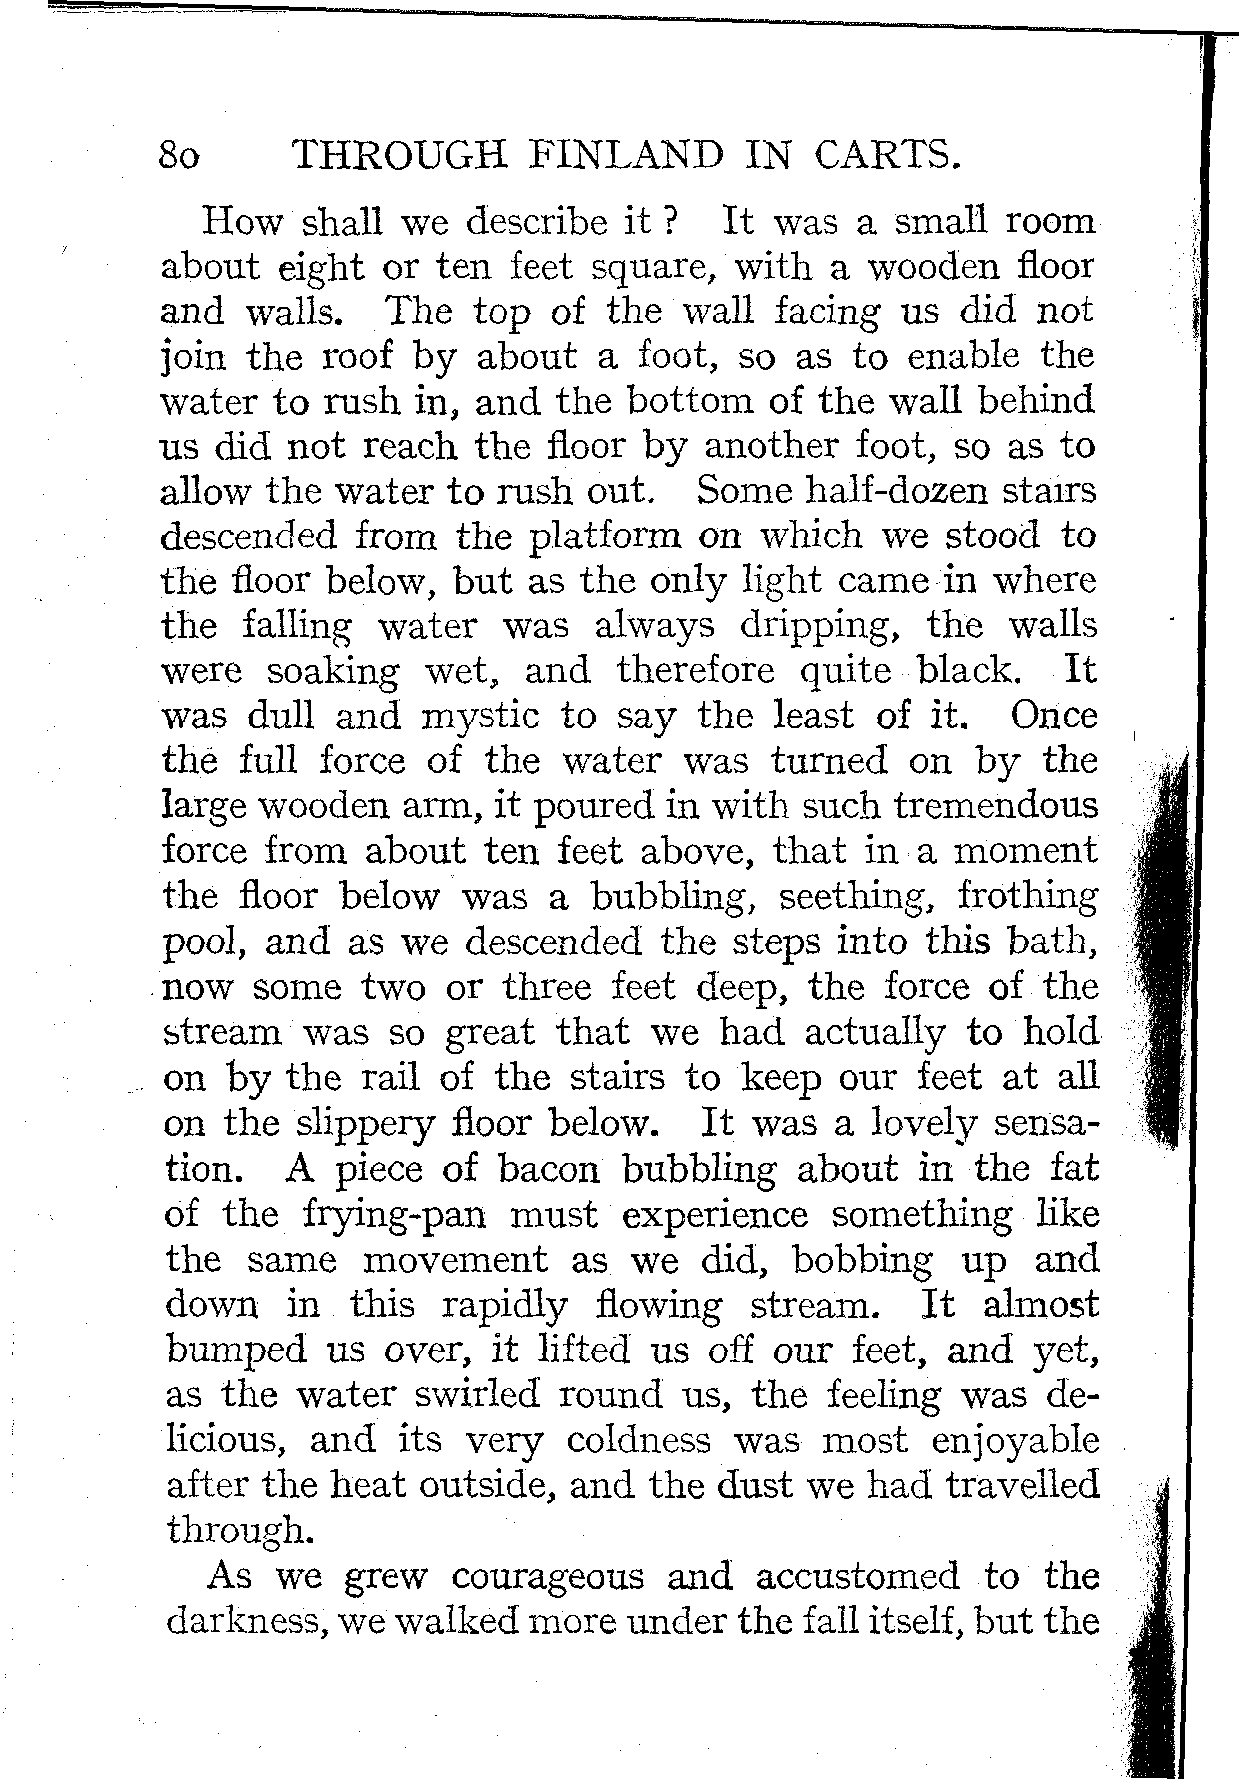 80 THROUGH FINLAND IN CARTS.
How shall we describe it ? It was a small room
about eight or ten feet square, with a wooden floor
and walls. The top of the wall facing us did not
join the roof by about a foot, so as to enable the
water to rush in, and the bottom of the wall behind
us did not reach the floor by another foot, so as to
allow the water to rush out. Some half-dozen stairs
descended from the platform on which we stood to
the floor below, but as the only light came in where
the falling water was always dripping, the walls
were soaking wet, and therefore quite black. It
was dull and mystic to say the least of it. Once
the full force of the water was turned on by the
large wooden arm, it poured in with such tremendous
force from about ten feet above, that in a moment
the floor below was a bubbling, seething, frothing
pool, and as we descended the steps into this bath,
now some two or three feet deep, the force of the
stream was so great that we had actually to hold
on by the rail of the stairs to keep our feet at all
on the slippery floor below. It was a lovely sensa-
tion. A piece of bacon bubbling about in the fat
of the frying-pan must experience something like
the same movement as we did, bobbing up and
down in this rapidly flowing stream. It almost
bumped us over, it lifted us off our feet, and yet,
as the water swirled round us, the feeling was de-
licious, and its very coldness was most enjoyable
after the heat outside, and the dust we had travelled
through.
As we grew courageous and accustomed to the
darkness, we walked more under the fall itself, but the